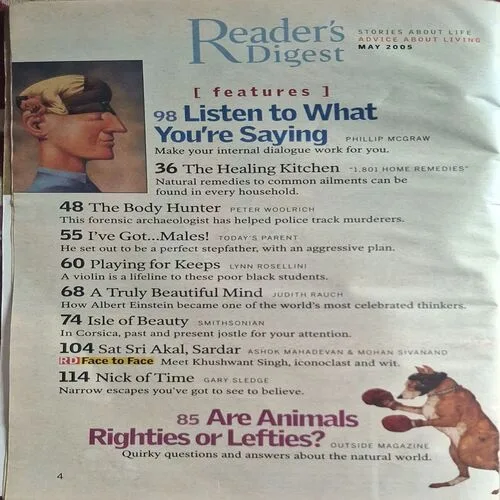 Reader's
Digest
STORIES ABOUT LIFE
ADVICE ABOUT LIVING
MAY 2005
[ features ]
98 Listen to What
You're Saying PHILLIP MCGRAW
Make your internal dialogue work for you.
36 The Healing Kitchen "1,801 HOME REMEDIES"
Natural remedies to common ailments can be
found in every household.
48 The Body Hunter PETER WOOLRICH
This forensic archaeologist has helped police track murderers.
55 I've Got...Males! TODAY'S PARENT
He set out to be a perfect stepfather, with an aggressive plan.
60 Playing for Keeps LYNN ROSELLINI
A violin is a lifeline to these poor black students.
68 A Truly Beautiful Mind JUDITH RAUCH
How Albert Einstein became one of the world's most celebrated thinkers.
74 Isle of Beauty SMITHSONIAN
In Corsica, past and present jostle for your attention.
104 Sat Sri Akal, Sardar ASHOK MAHADEVAN & MOHAN SIVANAND
RD Face to Face Meet Khushwant Singh, iconoclast and wit.
114 Nick of Time GARY SLEDGE
Narrow escapes you've got to see to believe.
85 Are Animals
Righties or Lefties? OUTSIDE MAGAZINE
Quirky questions and answers about the natural world.
4